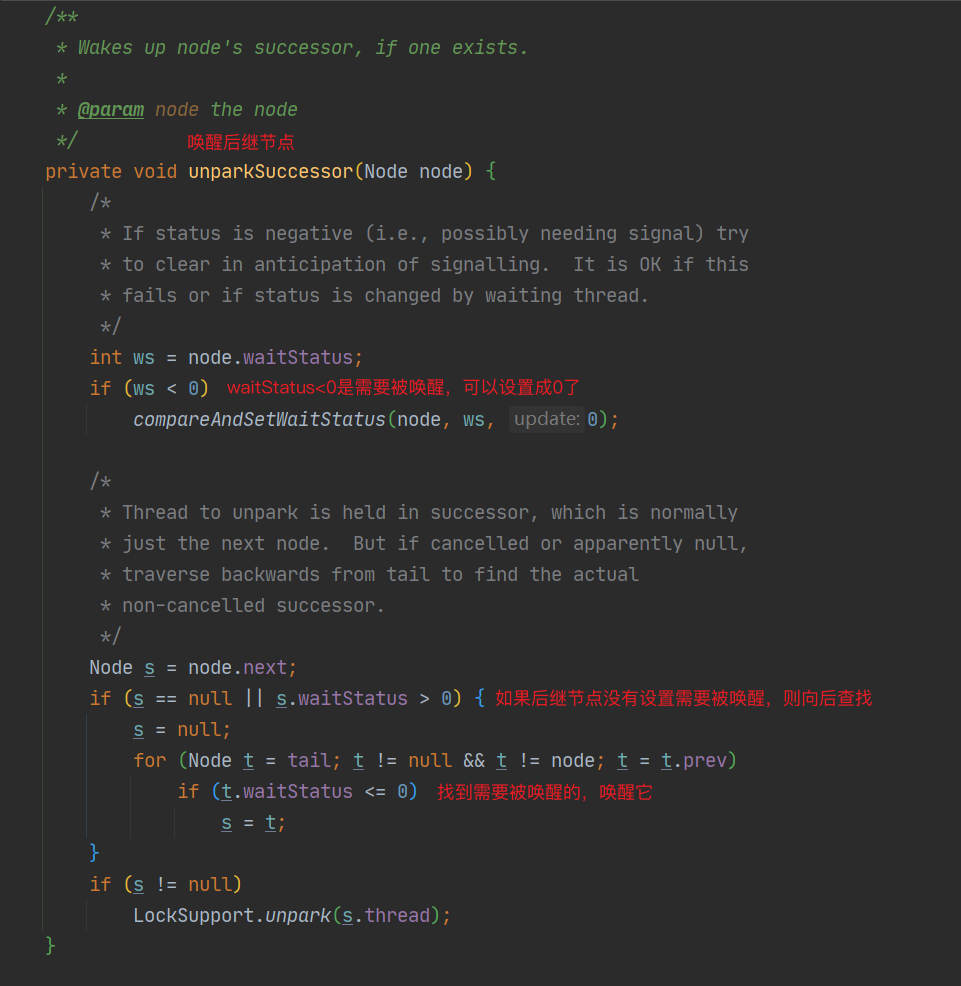 /**
 * Wakes up node's successor, if one exists.
 *
 * @param node the node
 */ 唤醒后继节点
private void unparkSuccessor(Node node) {
    /*
     * If status is negative (i.e., possibly needing signal) try
     * to clear in anticipation of signalling.  It is OK if this
     * fails or if status is changed by waiting thread.
     */
    int ws = node.waitStatus;
    if (ws < 0) waitStatus<0是需要被唤醒，可以设置成0了
        compareAndSetWaitStatus(node, ws, update: 0);
    /*
     * Thread to unpark is held in successor, which is normally
     * just the next node.  But if cancelled or apparently null,
     * traverse backwards from tail to find the actual
     * non-cancelled successor.
     */
    Node s = node.next;
    if (s == null || s.waitStatus > 0) { 如果后继节点没有设置需要被唤醒，则向后查找
        s = null;
        for (Node t = tail; t != null && t != node; t = t.prev)
            if (t.waitStatus <= 0) 找到需要被唤醒的，唤醒它
                s = t;
    }
    if (s != null)
        LockSupport.unpark(s.thread);
}